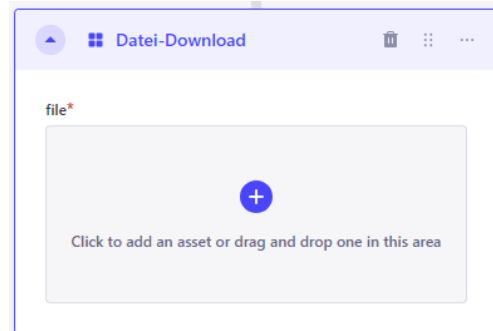 Datei-Download
file*
Click to add an asset or drag and drop one in this area